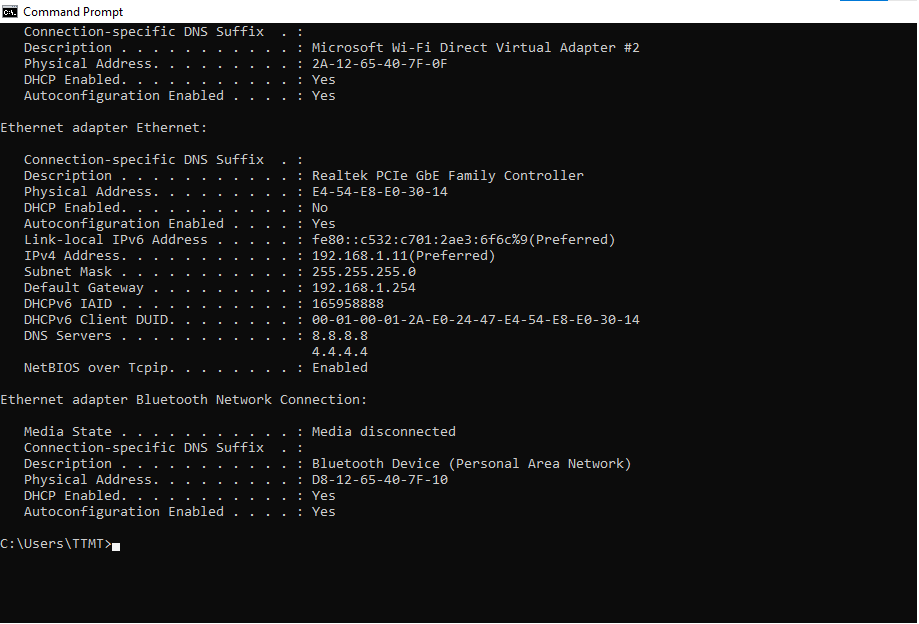 Command Prompt
Connection-specific DNS Suffix  . :
Description . . . . . . . . . . . : Microsoft Wi-Fi Direct Virtual Adapter #2
Physical Address. . . . . . . . . : 2A-12-65-40-7F-0F
DHCP Enabled. . . . . . . . . . . : Yes
Autoconfiguration Enabled . . . . : Yes
Ethernet adapter Ethernet:
Connection-specific DNS Suffix  . :
Description . . . . . . . . . . . : Realtek PCIe GbE Family Controller
Physical Address. . . . . . . . . : E4-54-E8-E0-30-14
DHCP Enabled. . . . . . . . . . . : No
Autoconfiguration Enabled . . . . : Yes
Link-local IPv6 Address . . . . . : fe80::c532:c701:2ae3:6f6c%9(Preferred)
IPv4 Address. . . . . . . . . . . : 192.168.1.11(Preferred)
Subnet Mask . . . . . . . . . . . : 255.255.255.0
Default Gateway . . . . . . . . . : 192.168.1.254
DHCPv6 IAID . . . . . . . . . . . : 165958888
DHCPv6 Client DUID. . . . . . . . : 00-01-00-01-2A-E0-24-47-E4-54-E8-E0-30-14
DNS Servers . . . . . . . . . . . : 8.8.8.8
4.4.4.4
NetBIOS over Tcpip. . . . . . . . : Enabled
Ethernet adapter Bluetooth Network Connection:
Media State . . . . . . . . . . . : Media disconnected
Connection-specific DNS Suffix  . :
Description . . . . . . . . . . . : Bluetooth Device (Personal Area Network)
Physical Address. . . . . . . . . : D8-12-65-40-7F-10
DHCP Enabled. . . . . . . . . . . : Yes
Autoconfiguration Enabled . . . . : Yes
C:\Users\TTMT>